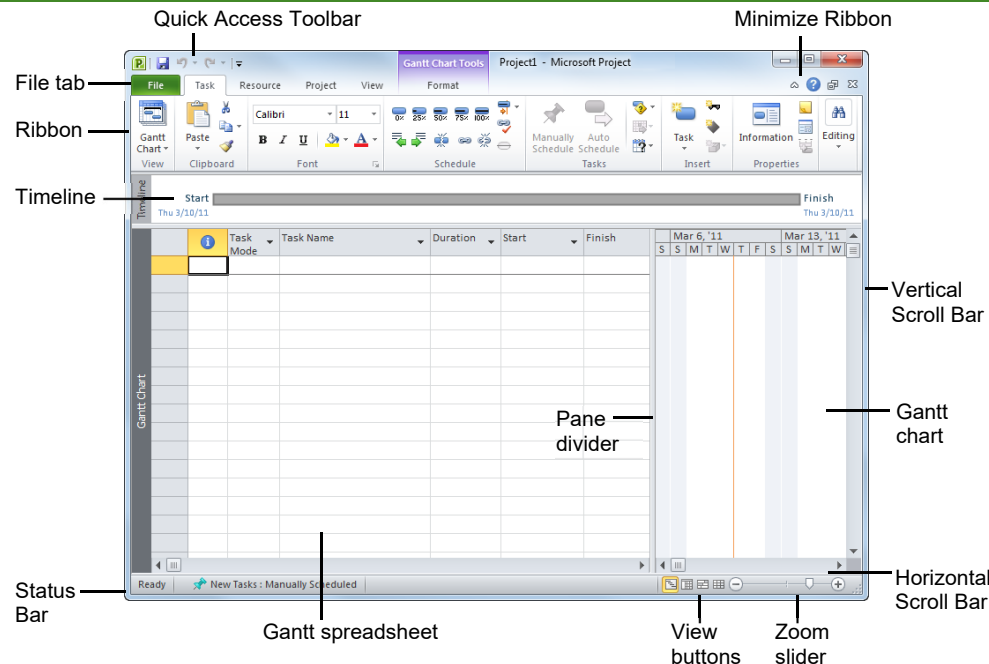 Quick Access Toolbar
Minimize Ribbon
Gantt Chart Tools
Project1 - Microsoft Project
File tab
File Task Resource Project View Format
Ribbon
Calibri 11
0% 25% 50% 75% 100%
Gantt Chart
Paste
B I U A
Manually Schedule
Auto Schedule
Task
Information
Editing
View Clipboard Font Schedule Tasks Insert Properties
Timeline
Timeline
Start
Finish
Thu 3/10/11
Thu 3/10/11
Task Mode
Task Name
Duration
Start
Finish
Mar 6, '11
Mar 13, '11
S S M T W T F S S M T W
Vertical
Scroll Bar
Gantt Chart
Pane
divider
Gantt
chart
Ready
New Tasks : Manually Scheduled
Status
Bar
Horizontal
Scroll Bar
Gantt spreadsheet
View
buttons
Zoom
slider